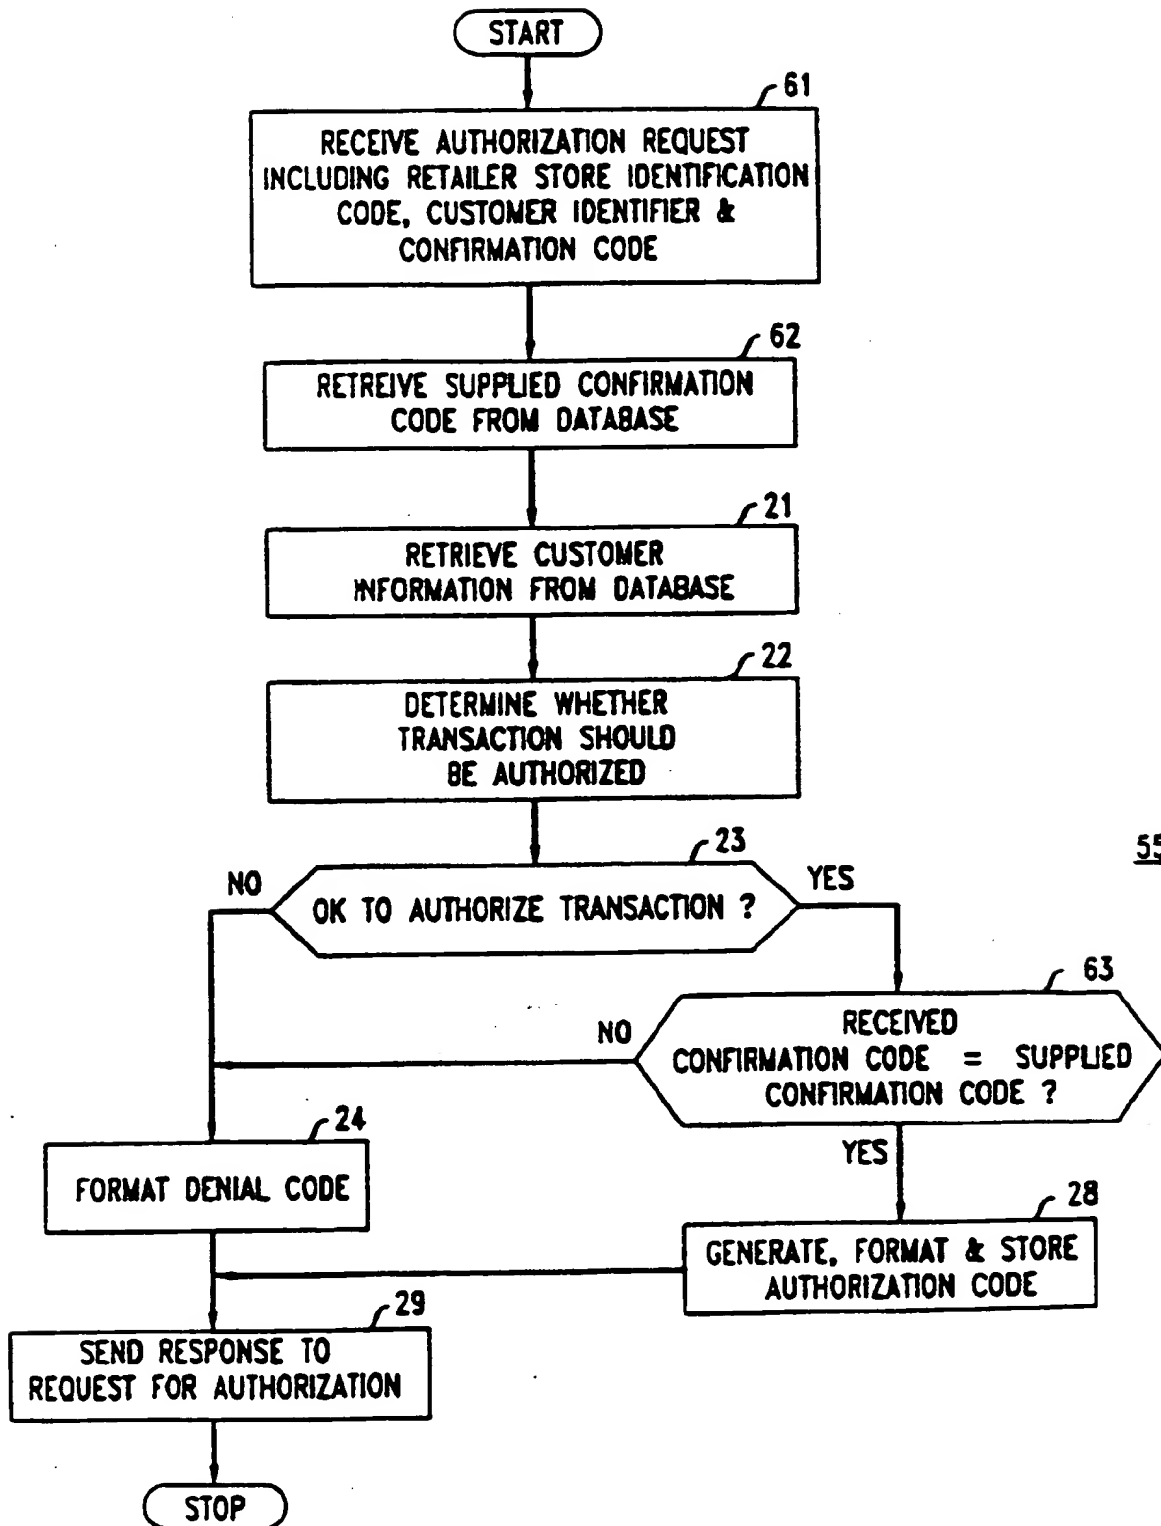 START
61
RECEIVE AUTHORIZATION REQUEST
INCLUDING RETAILER STORE IDENTIFICATION
CODE, CUSTOMER IDENTIFIER &
CONFIRMATION CODE
62
RETREIVE SUPPLIED CONFIRMATION
CODE FROM DATABASE
21
RETRIEVE CUSTOMER
INFORMATION FROM DATABASE
22
DETERMINE WHETHER
TRANSACTION SHOULD
BE AUTHORIZED
23
NO
OK TO AUTHORIZE TRANSACTION ?
YES
55
63
NO
RECEIVED
CONFIRMATION CODE = SUPPLIED
CONFIRMATION CODE ?
YES
24
FORMAT DENIAL CODE
28
GENERATE, FORMAT & STORE
AUTHORIZATION CODE
29
SEND RESPONSE TO
REQUEST FOR AUTHORIZATION
STOP